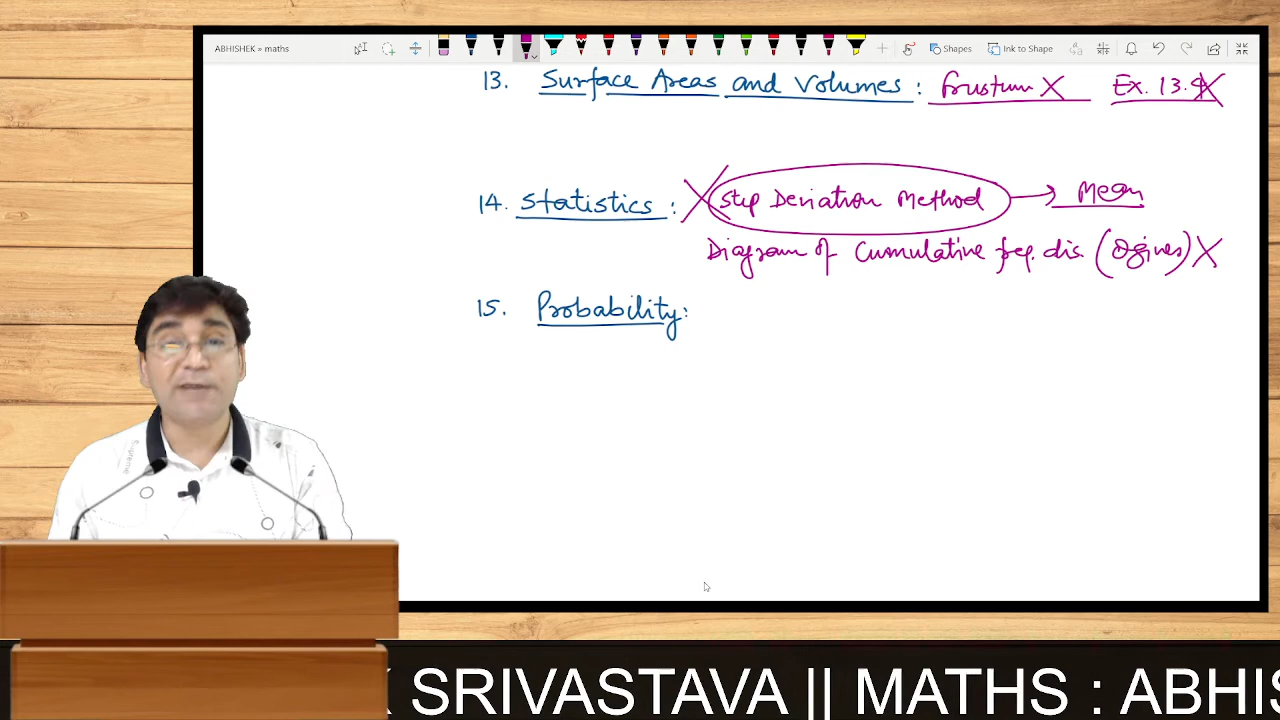 ABHISHEK » maths
Shapes
Ink to Shape
13. Surface Areas and Volumes : frustum X Ex. 13.4X
14. Statistics : X Step Deviation Method → Mean
Diagram of Cumulative freq. dis. (Ogives) X
15. Probability:
K SRIVASTAVA || MATHS : ABHIS